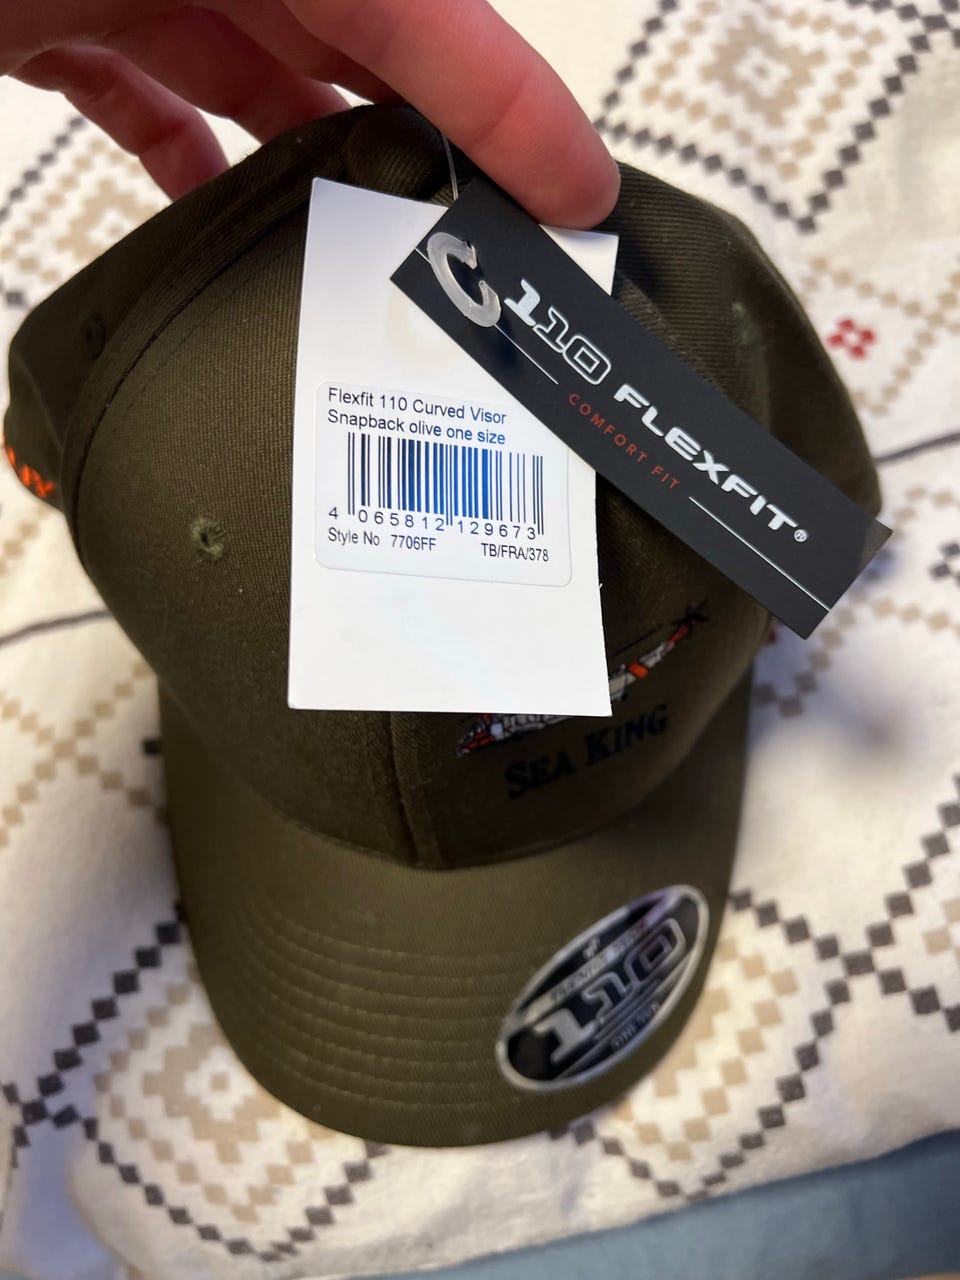 Flexfit 110 Curved Visor
Snapback olive one size
4 065812 129673
Style No 7706FF TB/FRA/378
110 FLEXFIT®
COMFORT FIT
SEA KING
110